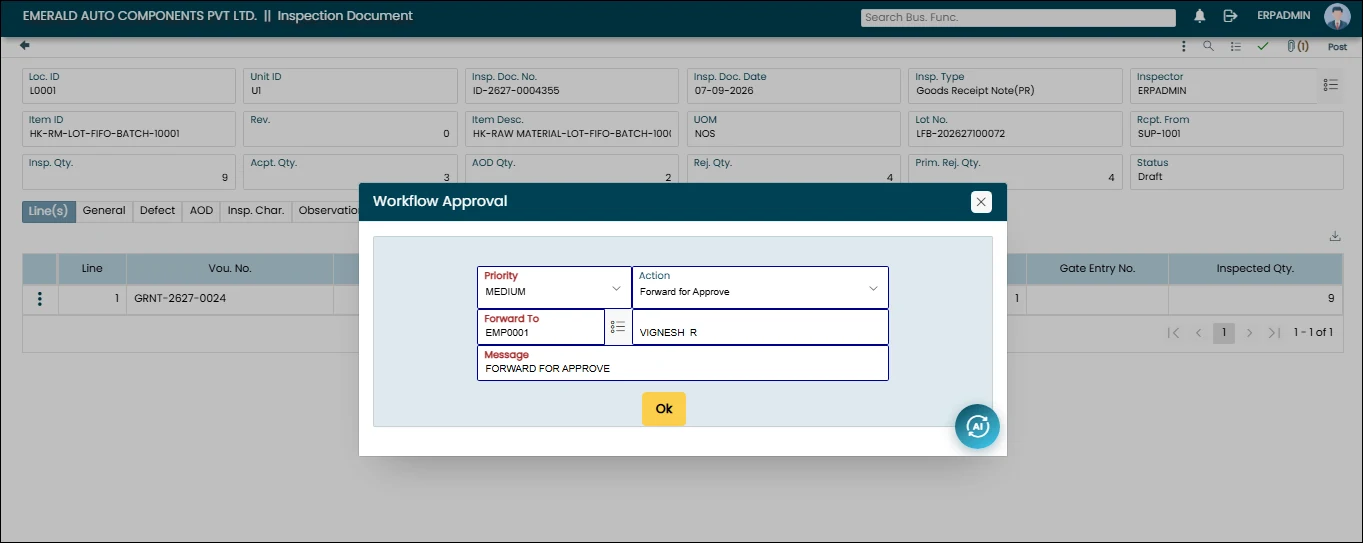 EMERALD AUTO COMPONENTS PVT LTD. || Inspection Document
Search Bus. Func.
ERPADMIN
(1)
Post
Loc. ID
L0001
Unit ID
U1
Insp. Doc. No.
ID-2627-0004355
Insp. Doc. Date
07-09-2026
Insp. Type
Goods Receipt Note(PR)
Inspector
ERPADMIN
Item ID
HK-RM-LOT-FIFO-BATCH-10001
Rev.
0
Item Desc.
HK-RAW MATERIAL-LOT-FIFO-BATCH-100
UOM
NOS
Lot No.
LFB-202627100072
Rcpt. From
SUP-1001
Insp. Qty.
9
Acpt. Qty.
3
AOD Qty.
2
Rej. Qty.
4
Prim. Rej. Qty.
4
Status
Draft
Workflow Approval
Line(s) General Defect AOD Insp. Char. Observation
Priority
MEDIUM
Action
Forward for Approve
Forward To
EMP0001
VIGNESH R
Message
FORWARD FOR APPROVE
Ok
AI
Line Vou. No. Gate Entry No. Inspected Qty.
1 GRNT-2627-0024 1 9
1 1 - 1 of 1